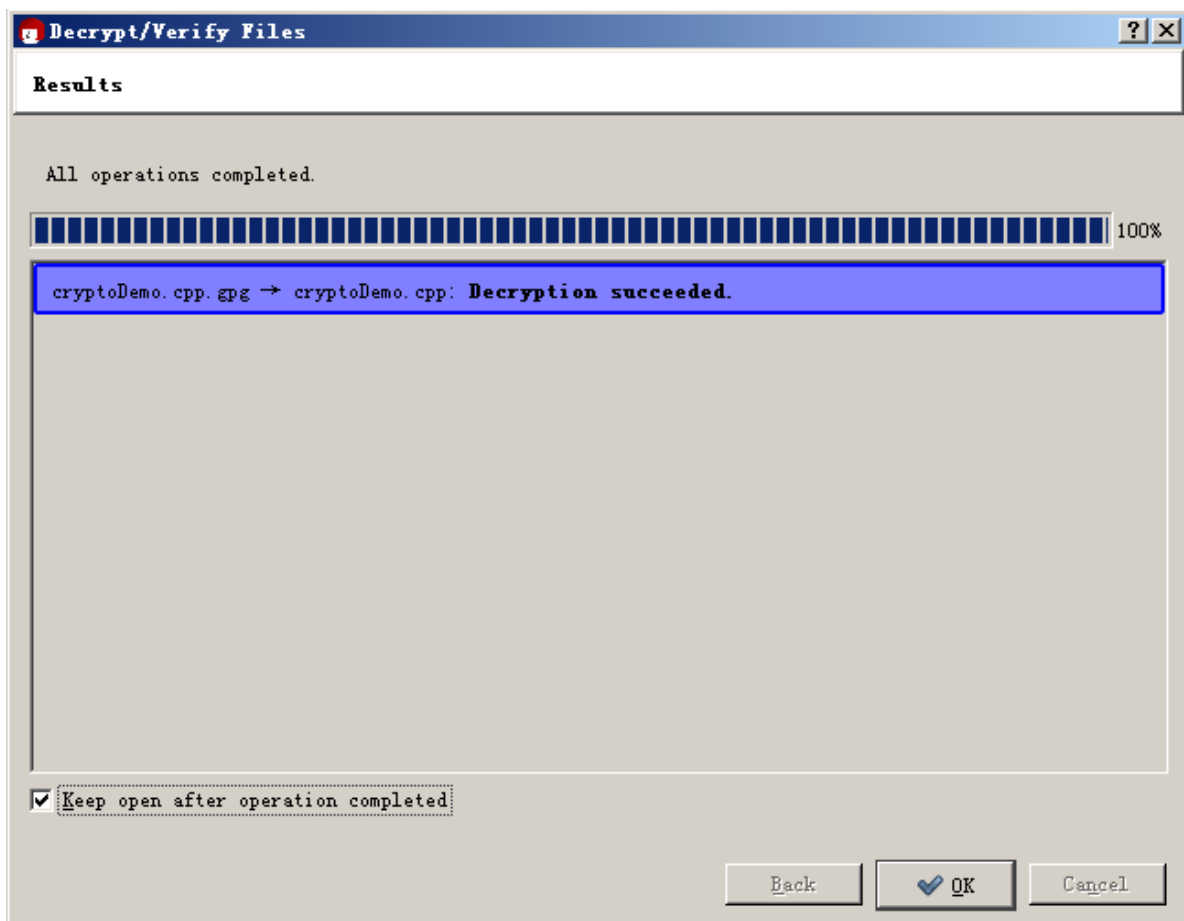 Decrypt/Verify Files
Results
All operations completed.
100%
cryptoDemo.cpp.gpg → cryptoDemo.cpp: Decryption succeeded.
Keep open after operation completed
Back
OK
Cancel